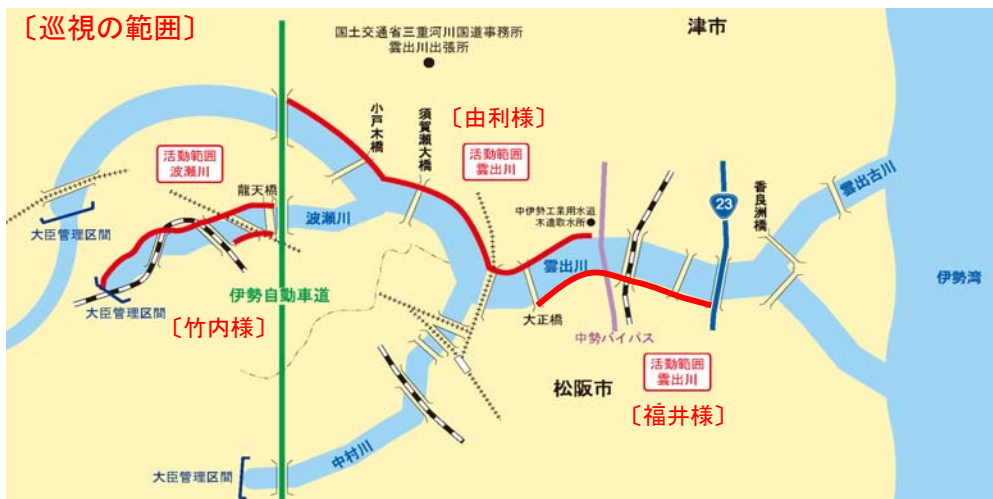 〔巡視の範囲〕
国土交通省三重河川国道事務所
雲出川出張所
津市
小戸木橋
須賀瀬大橋
〔由利様〕
活動範囲
雲出川
活動範囲
波瀬川
龍天橋
波瀬川
大臣管理区間
中伊勢工業用水道
木造取水所
23
香良洲橋
雲出古川
雲出川
伊勢湾
大臣管理区間
伊勢自動車道
〔竹内様〕
大正橋
中勢バイパス
活動範囲
雲出川
松阪市
〔福井様〕
中村川
大臣管理区間